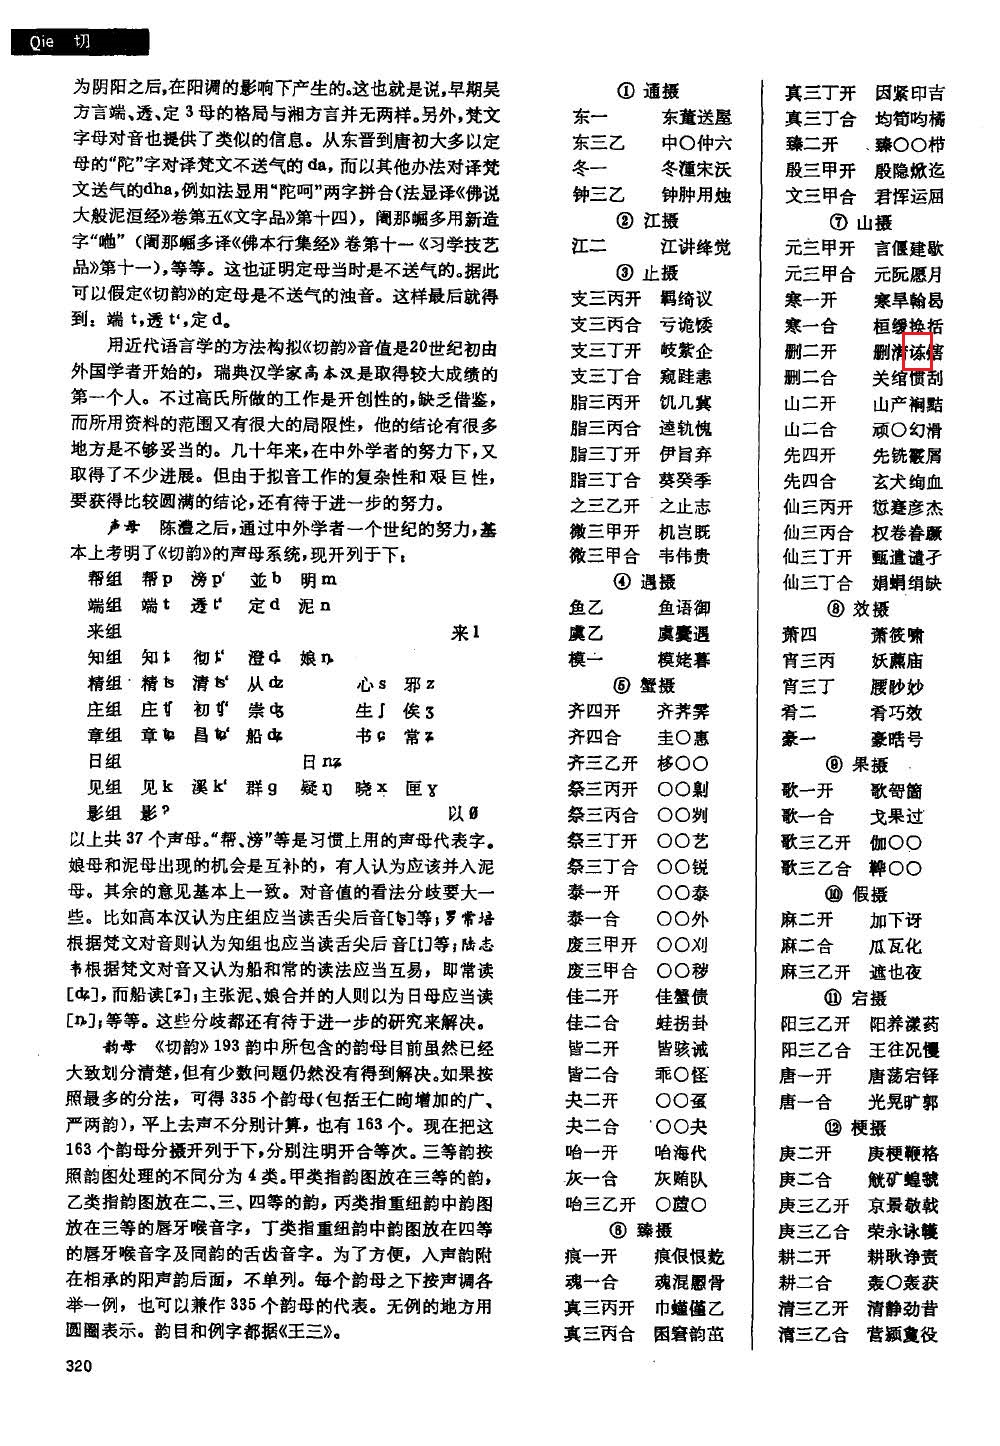 Qie 切
为阴阳之后,在阳调的影响下产生的。这也就是说,早期吴
方言端、透、定3母的格局与湘方言并无两样。另外,梵文
字母对音也提供了类似的信息。从东晋到唐初大多以定
母的“陀”字对译梵文不送气的da,而以其他办法对译梵
文送气的dha,例如法显用“陀呵”两字拼合(法显译《佛说
大般泥洹经》卷第五《文字品》第十四),阇那崛多用新造
字“咃”(阇那崛多译《佛本行集经》卷第十一《习学技艺
品》第十一),等等。这也证明定母当时是不送气的。据此
可以假定《切韵》的定母是不送气的浊音。这样最后就得
到:端t,透t‘,定d。
用近代语言学的方法构拟《切韵》音值是20世纪初由
外国学者开始的,瑞典汉学家高本汉是取得较大成绩的
第一个人。不过高氏所做的工作是开创性的,缺乏借鉴,
而所用资料的范围又有很大的局限性,他的结论有很多
地方是不够妥当的。几十年来,在中外学者的努力下,又
取得了不少进展。但由于拟音工作的复杂性和艰巨性,
要获得比较圆满的结论,还有待于进一步的努力。
声母 陈澧之后,通过中外学者一个世纪的努力,基
本上考明了《切韵》的声母系统,现开列于下:
帮组 帮p 滂p‘ 並b 明m
端组 端t 透t‘ 定d 泥n
来组 来l
知组 知ȶ 彻ȶ‘ 澄ȡ 娘ȵ
精组 精ts 清ts‘ 从dz 心s 邪z
庄组 庄tʃ 初tʃ‘ 崇dʒ 生ʃ 俟ʒ
章组 章tɕ 昌tɕ‘ 船dʑ 书ɕ 常ʑ
日组 日ȵʑ
见组 见k 溪k‘ 群g 疑ŋ 晓x 匣ɣ
影组 影ʔ 以∅
以上共37个声母。“帮、滂”等是习惯上用的声母代表字。
娘母和泥母出现的机会是互补的,有人认为应该并入泥
母。其余的意见基本上一致。对音值的看法分歧要大一
些。比如高本汉认为庄组应当读舌尖后音[tʂ]等;罗常培
根据梵文对音则认为知组也应当读舌尖后音[ʈ]等;陆志
韦根据梵文对音又认为船和常的读法应当互易,即常读
[dʑ],而船读[ʑ];主张泥、娘合并的人则以为日母应当读
[ȵ];等等。这些分歧都还有待于进一步的研究来解决。
韵母 《切韵》193韵中所包含的韵母目前虽然已经
大致划分清楚,但有少数问题仍然没有得到解决。如果按
照最多的分法,可得335个韵母(包括王仁昫增加的广、
严两韵),平上去声不分别计算,也有163个。现在把这
163个韵母分摄开列于下,分别注明开合等次。三等韵按
照韵图处理的不同分为4类。甲类指韵图放在三等的韵,
乙类指韵图放在二、三、四等的韵,丙类指重纽韵中韵图
放在三等的唇牙喉音字,丁类指重纽韵中韵图放在四等
的唇牙喉音字及同韵的舌齿音字。为了方便,入声韵附
在相承的阳声韵后面,不单列。每个韵母之下按声调各
举一例,也可以兼作335个韵母的代表。无例的地方用
圆圈表示。韵目和例字都据《王三》。
320
① 通摄
东一 东董送屋
东三乙 中〇仲六
冬一 冬湩宋沃
钟三乙 钟肿用烛
② 江摄
江二 江讲绛觉
③ 止摄
支三丙开 羁绮议
支三丙合 亏诡倭
支三丁开 岐紫企
支三丁合 窥跬恚
脂三丙开 饥几冀
脂三丙合 逵轨愧
脂三丁开 伊旨弃
脂三丁合 葵癸季
之三乙开 之止志
微三甲开 机岂既
微三甲合 韦伟贵
④ 遇摄
鱼乙 鱼语御
虞乙 虞麌遇
模一 模姥暮
⑤ 蟹摄
齐四开 齐荠霁
齐四合 圭〇惠
齐三乙开 栘〇〇
祭三丙开 〇〇劓
祭三丙合 〇〇刿
祭三丁开 〇〇艺
祭三丁合 〇〇锐
泰一开 〇〇泰
泰一合 〇〇外
废三甲开 〇〇刈
废三甲合 〇〇秽
佳二开 佳蟹债
佳二合 蛙拐卦
皆二开 皆骇诫
皆二合 乖〇怪
夬二开 〇〇虿
夬二合 〇〇夬
咍一开 咍海代
灰一合 灰贿队
咍三乙开 〇茝〇
⑥ 臻摄
痕一开 痕佷恨麧
魂一合 魂混慁骨
真三丙开 巾螼僅乙
真三丙合 囷窘韵茁
真三丁开 因紧印吉
真三丁合 均筍昀橘
臻二开 臻〇〇栉
殷三甲开 殷隐焮迄
文三甲合 君恽运屈
⑦ 山摄
元三甲开 言偃建歇
元三甲合 元阮愿月
寒一开 寒旱翰曷
寒一合 桓缓换括
删二开 删潸谏鎋
删二合 关绾惯刮
山二开 山产裥黠
山二合 顽〇幻滑
先四开 先铣霰屑
先四合 玄犬绚血
仙三丙开 愆蹇彦杰
仙三丙合 权卷眷蹶
仙三丁开 甄遣谴孑
仙三丁合 娟蜎绢缺
⑧ 效摄
萧四 萧筱啸
宵三丙 妖藨庙
宵三丁 腰眇妙
肴二 肴巧效
豪一 豪晧号
⑨ 果摄
歌一开 歌哿箇
歌一合 戈果过
歌三乙开 伽〇〇
歌三乙合 鞾〇〇
⑩ 假摄
麻二开 加下讶
麻二合 瓜瓦化
麻三乙开 遮也夜
⑪ 宕摄
阳三乙开 阳养漾药
阳三乙合 王往况戄
唐一开 唐荡宕铎
唐一合 光晃旷郭
⑫ 梗摄
庚二开 庚梗鞕格
庚二合 觥矿蝗虢
庚三乙开 京景敬戟
庚三乙合 荣永咏韄
耕二开 耕耿诤责
耕二合 轰〇轰获
清三乙开 清静劲昔
清三乙合 营颖敻役